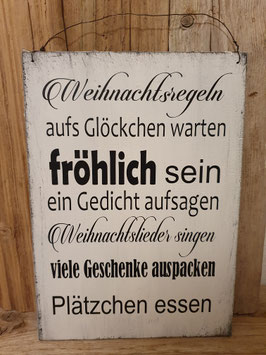 Weihnachtsregeln
aufs Glöckchen warten
fröhlich sein
ein Gedicht aufsagen
Weihnachtslieder singen
viele Geschenke auspacken
Plätzchen essen